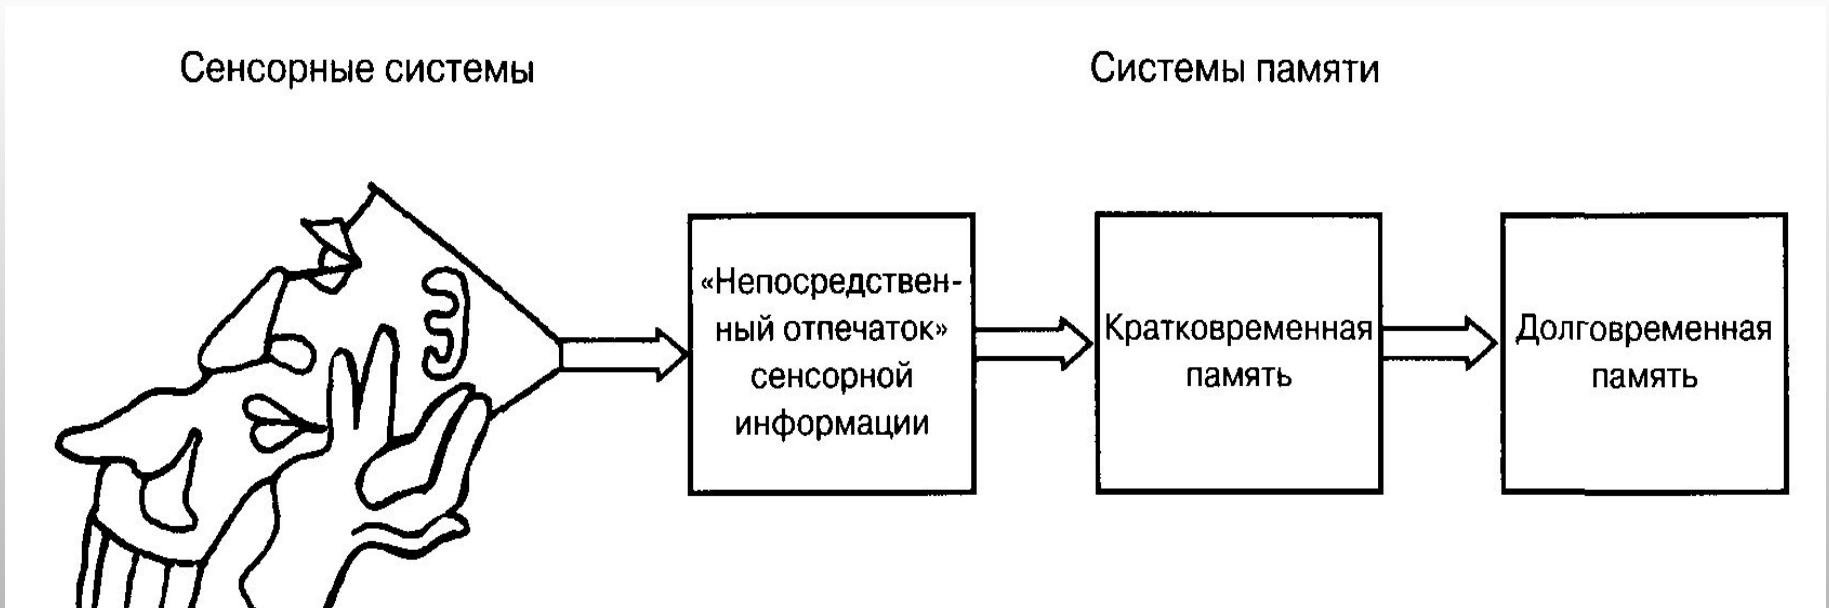 Сенсорные системы
Системы памяти
«Непосредствен-
ный отпечаток»
сенсорной
информации
Кратковременная
память
Долговременная
память